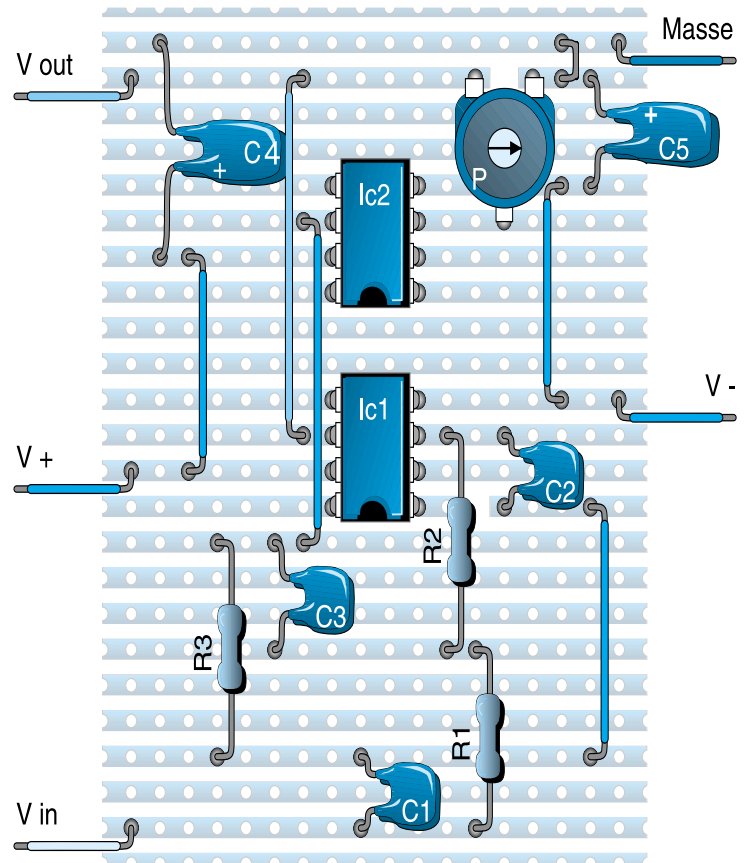 Masse
V out
+
C4
+
C5
P
Ic2
Ic1
V -
V +
C2
R2
C3
R3
R1
C1
V in